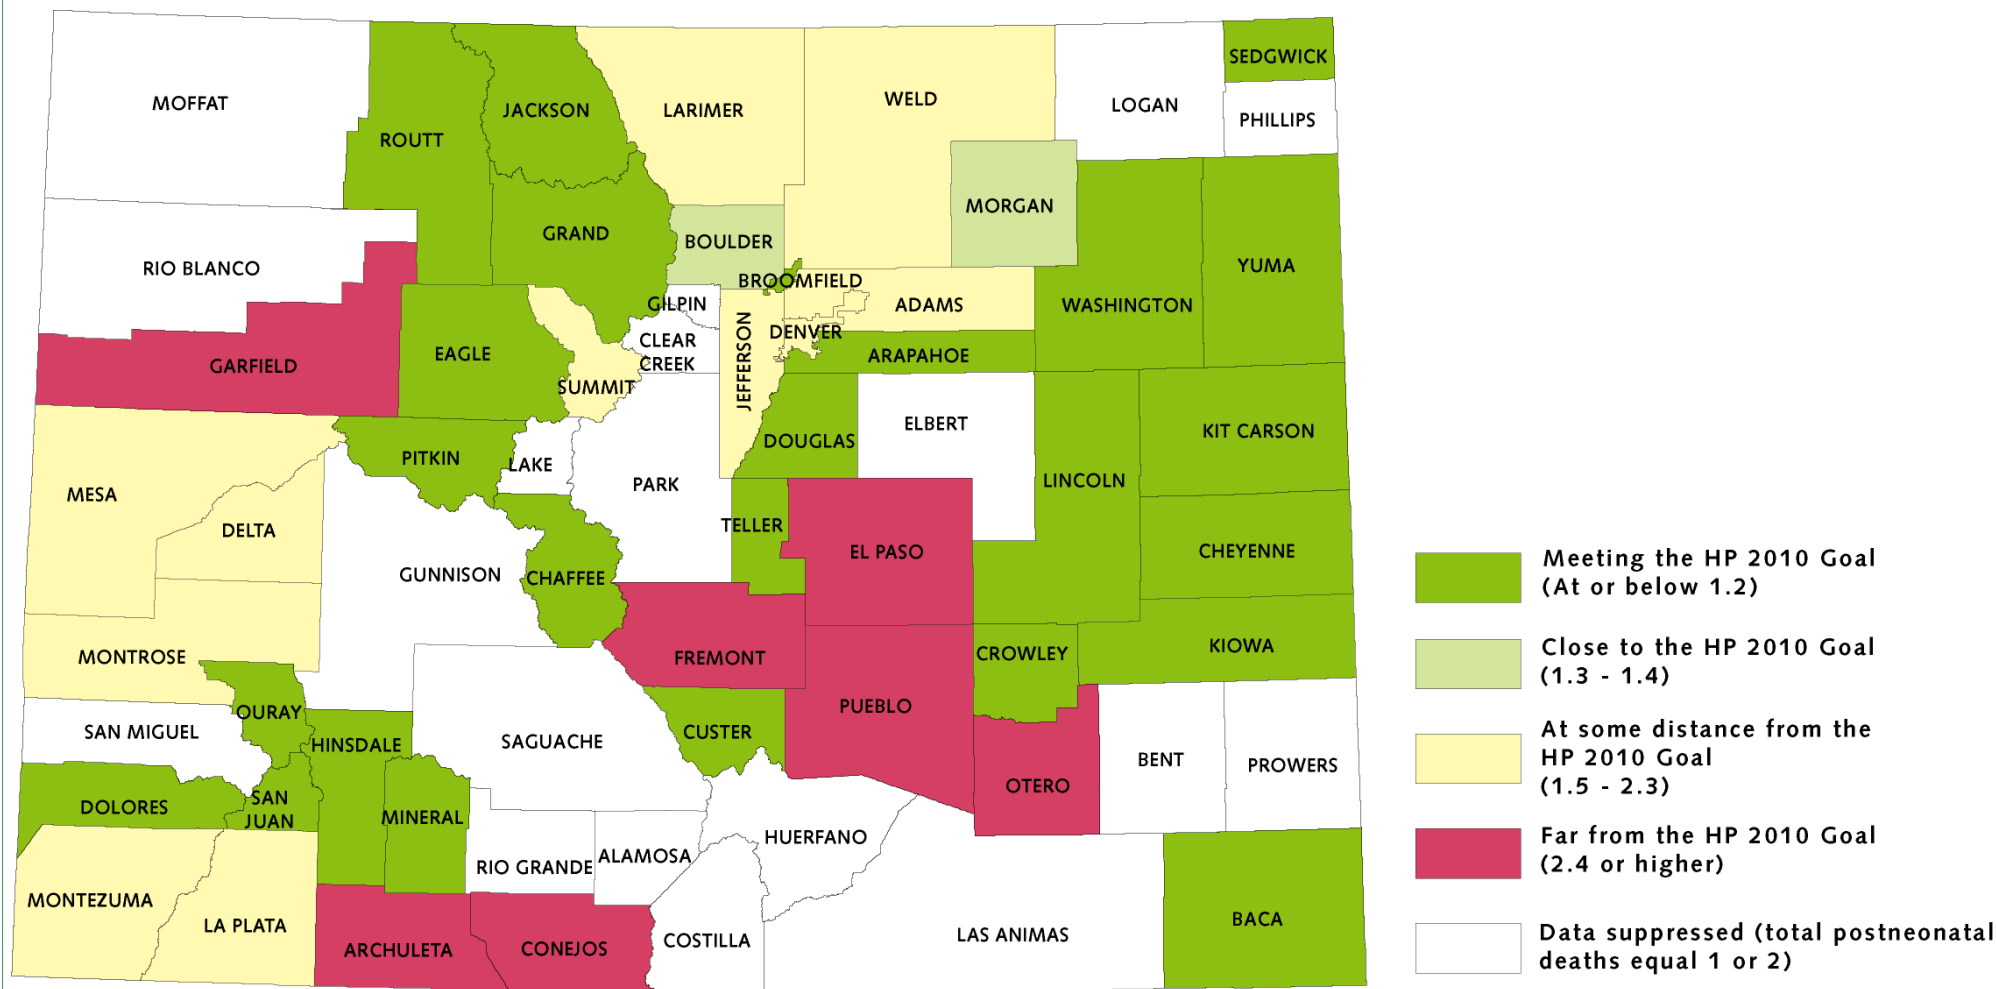 MOFFAT
ROUTT
JACKSON
LARIMER
WELD
LOGAN
SEDGWICK
PHILLIPS
RIO BLANCO
GRAND
BOULDER
MORGAN
WASHINGTON
YUMA
GARFIELD
EAGLE
SUMMIT
GILPIN
CLEAR
CREEK
JEFFERSON
BROOMFIELD
DENVER
ADAMS
ARAPAHOE
MESA
DELTA
PITKIN
LAKE
PARK
DOUGLAS
ELBERT
LINCOLN
KIT CARSON
GUNNISON
CHAFFEE
TELLER
EL PASO
CHEYENNE
MONTROSE
FREMONT
CROWLEY
KIOWA
OURAY
SAN MIGUEL
HINSDALE
SAGUACHE
CUSTER
PUEBLO
OTERO
BENT
PROWERS
DOLORES
SAN
JUAN
MINERAL
RIO GRANDE
ALAMOSA
HUERFANO
MONTEZUMA
LA PLATA
ARCHULETA
CONEJOS
COSTILLA
LAS ANIMAS
BACA
Meeting the HP 2010 Goal
(At or below 1.2)
Close to the HP 2010 Goal
(1.3 - 1.4)
At some distance from the
HP 2010 Goal
(1.5 - 2.3)
Far from the HP 2010 Goal
(2.4 or higher)
Data suppressed (total postneonatal
deaths equal 1 or 2)